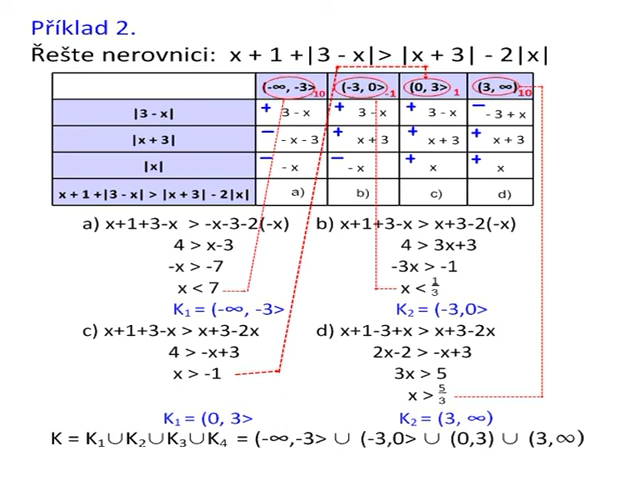 Příklad 2.
Řešte nerovnici: x + 1 +|3 - x|> |x + 3| - 2|x|
(-∞, -3> 10 (-3, 0> -1 (0, 3> 1 (3, ∞) 10
|3 - x| + 3 - x + 3 - x + 3 - x − - 3 + x
|x + 3| − - x - 3 + x + 3 + x + 3 + x + 3
|x| − - x − - x + x + x
x + 1 +|3 - x| > |x + 3| - 2|x| a) b) c) d)
a) x+1+3-x > -x-3-2(-x) b) x+1+3-x > x+3-2(-x)
4 > x-3 4 > 3x+3
-x > -7 -3x > -1
x < 7 x < 1/3
K₁ = (-∞, -3> K₂ = (-3,0>
c) x+1+3-x > x+3-2x d) x+1-3+x > x+3-2x
4 > -x+3 2x-2 > -x+3
x > -1 3x > 5
x > 5/3
K₁ = (0, 3> K₂ = (3, ∞)
K = K₁∪K₂∪K₃∪K₄ = (-∞,-3> ∪ (-3,0> ∪ (0,3) ∪ (3,∞)